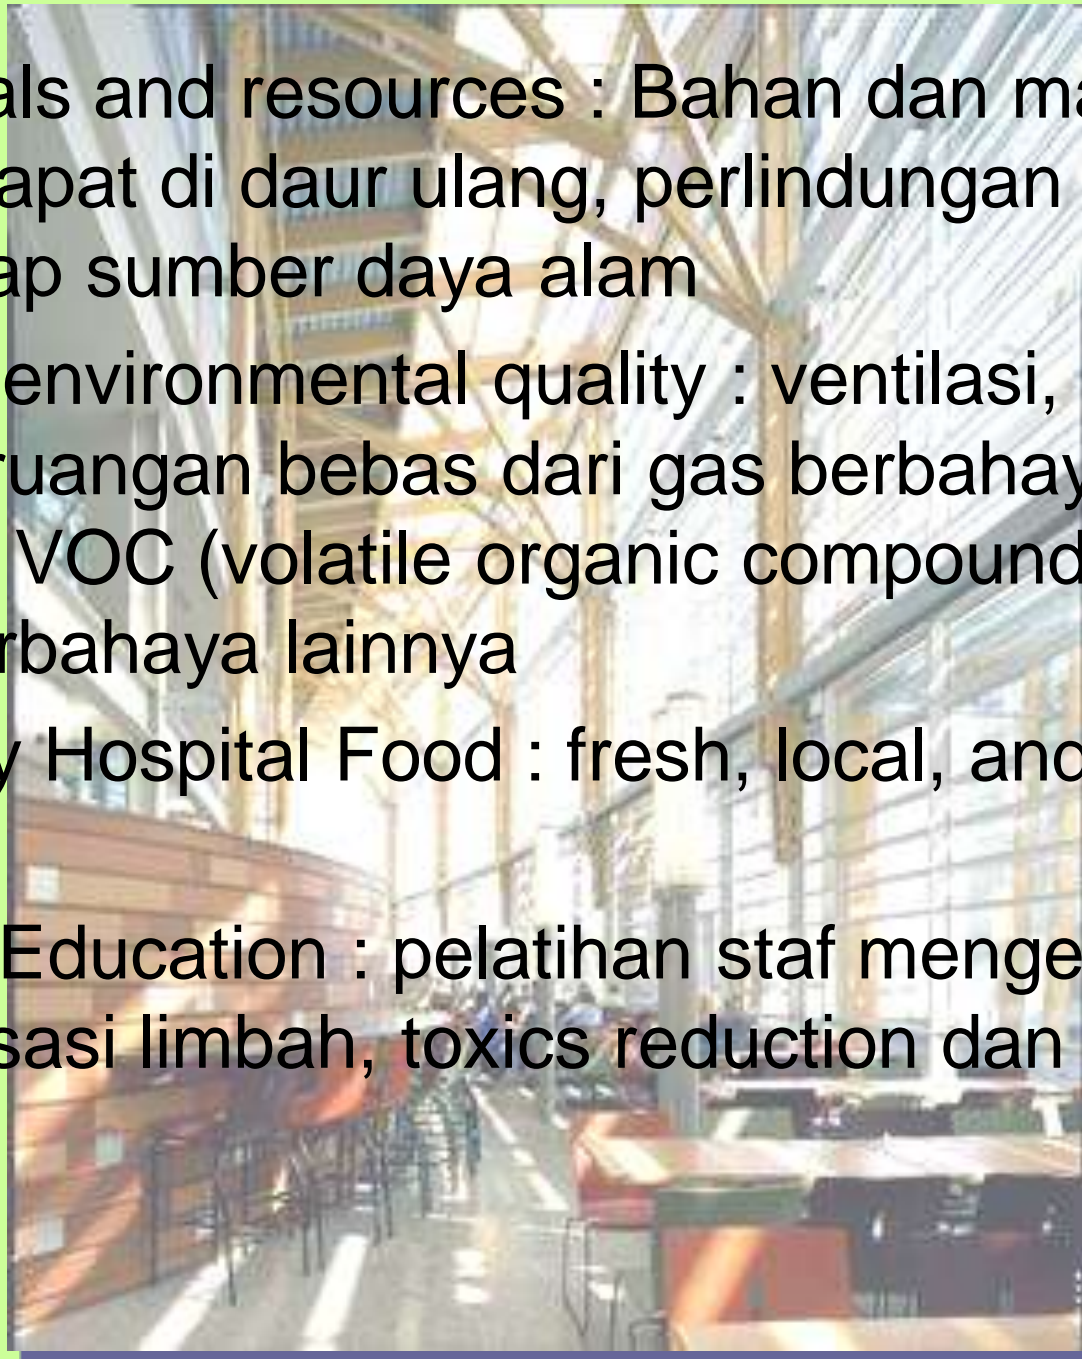 als and resources : Bahan dan ma
apat di daur ulang, perlindungan
ap sumber daya alam
environmental quality : ventilasi,
ruangan bebas dari gas berbahay
VOC (volatile organic compound
rbahaya lainnya
y Hospital Food : fresh, local, and
Education : pelatihan staf menge
sasi limbah, toxics reduction dan